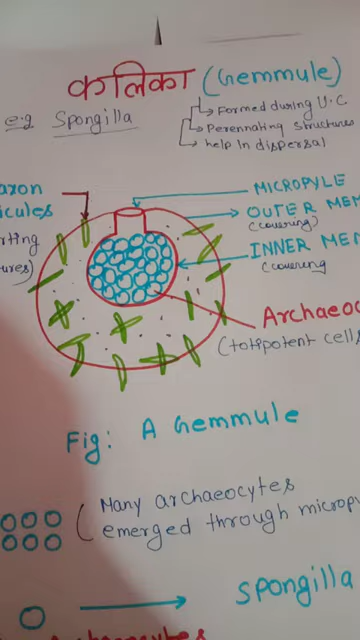 कलिका (Gemmule)
e.g Spongilla
Formed during U.C.
Perennating structures
help in dispersal
MICROPYLE
OUTER MEM
(covering)
INNER MEM
(covering
Archaeoc
(totipotent cells
Fig: A Gemmule
Many archaeocytes
emerged through micropy
Spongilla